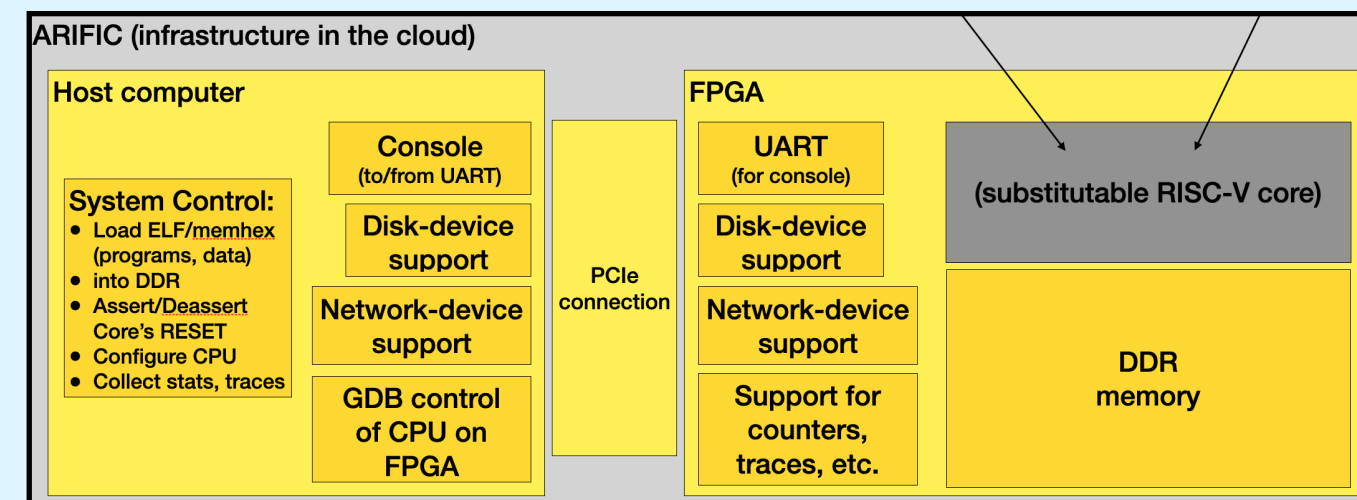 ARIFIC (infrastructure in the cloud)
Host computer
System Control:
• Load ELF/memhex
(programs, data)
• into DDR
• Assert/Deassert
Core's RESET
• Configure CPU
• Collect stats, traces
Console
(to/from UART)
Disk-device
support
Network-device
support
GDB control
of CPU on
FPGA
PCIe
connection
FPGA
UART
(for console)
Disk-device
support
Network-device
support
Support for
counters,
traces, etc.
(substitutable RISC-V core)
DDR
memory